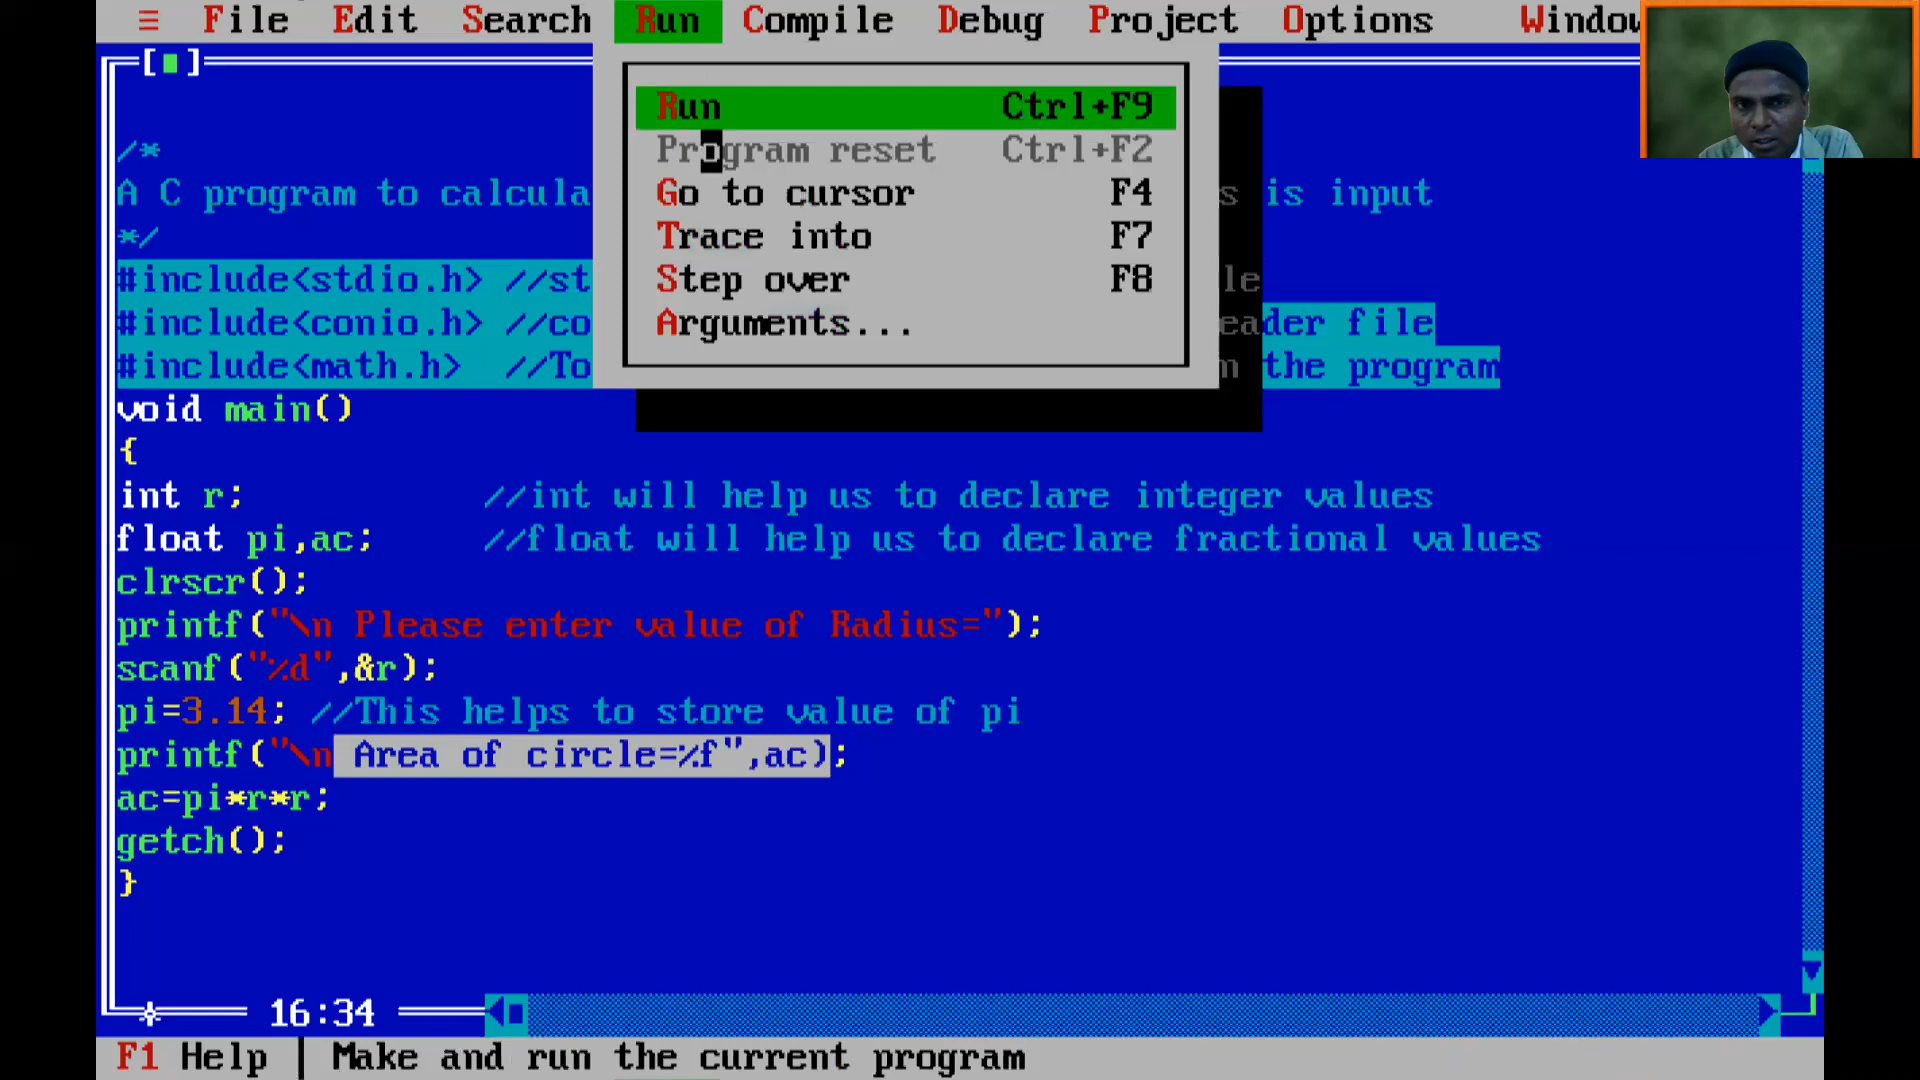 ≡ File Edit Search Run Compile Debug Project Options Window
[■]
Run Ctrl+F9
Program reset Ctrl+F2
Go to cursor F4
Trace into F7
Step over F8
Arguments...
/*
A C program to calcula s is input
*/
#include<stdio.h> //st le
#include<conio.h> //co eader file
#include<math.h> //To n the program
void main()
{
int r; //int will help us to declare integer values
float pi,ac; //float will help us to declare fractional values
clrscr();
printf("\n Please enter value of Radius=");
scanf("%d",&r);
pi=3.14; //This helps to store value of pi
printf("\n Area of circle=%f",ac);
ac=pi*r*r;
getch();
}
16:34
F1 Help | Make and run the current program